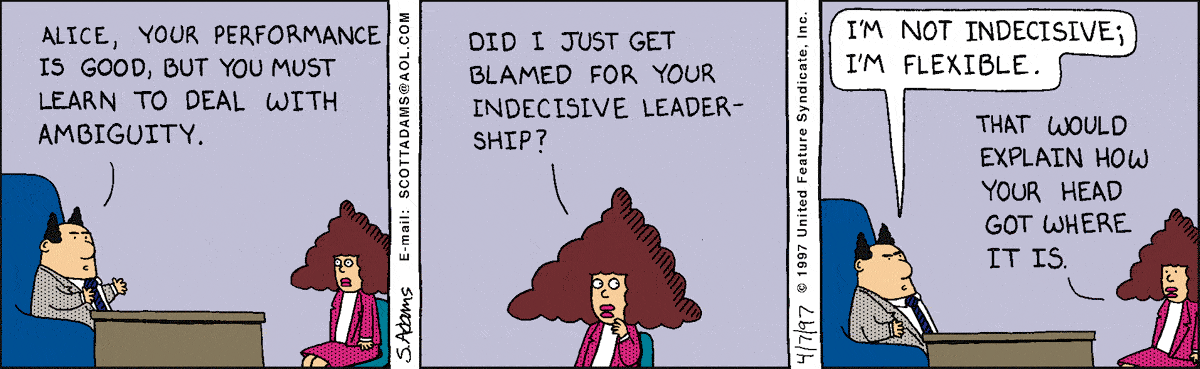 ALICE, YOUR PERFORMANCE
IS GOOD, BUT YOU MUST
LEARN TO DEAL WITH
AMBIGUITY.
S.Adams
E-mail: SCOTTADAMS@AOL.COM
DID I JUST GET
BLAMED FOR YOUR
INDECISIVE LEADER-
SHIP?
4/7/97 © 1997 United Feature Syndicate, Inc.
I'M NOT INDECISIVE;
I'M FLEXIBLE.
THAT WOULD
EXPLAIN HOW
YOUR HEAD
GOT WHERE
IT IS.